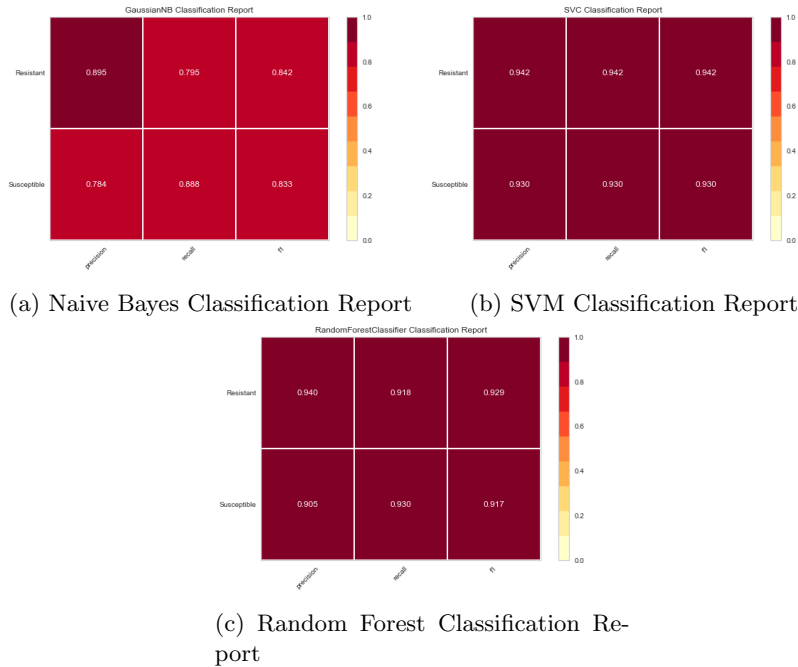 GaussianNB Classification Report
1.0
Resistant
0.895 0.795 0.842
0.8
0.6
0.4
Susceptible
0.784 0.888 0.833
0.2
0.0
precision recall f1
(a) Naive Bayes Classification Report
SVC Classification Report
1.0
Resistant
0.942 0.942 0.942
0.8
0.6
0.4
Susceptible
0.930 0.930 0.930
0.2
0.0
precision recall f1
(b) SVM Classification Report
RandomForestClassifier Classification Report
1.0
Resistant
0.940 0.918 0.929
0.8
0.6
0.4
Susceptible
0.905 0.930 0.917
0.2
0.0
precision recall f1
(c) Random Forest Classification Re-
port